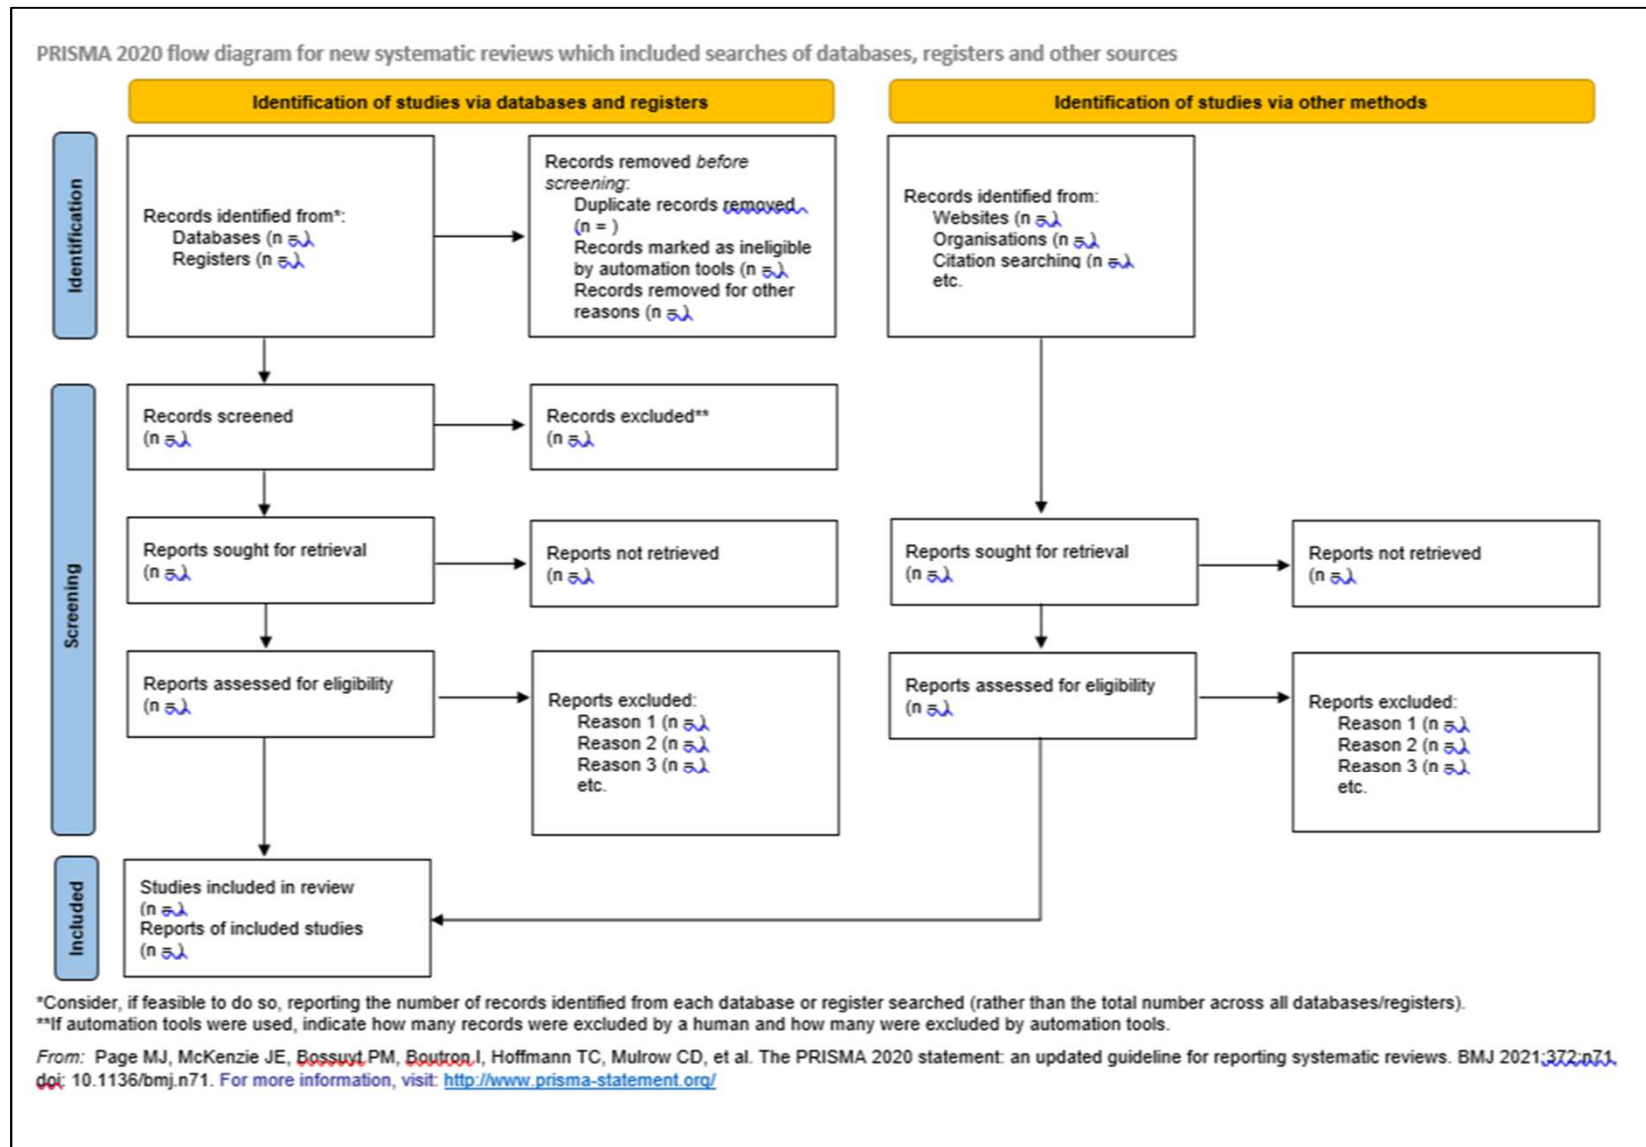 PRISMA 2020 flow diagram for new systematic reviews which included searches of databases, registers and other sources
Identification of studies via databases and registers
Identification of studies via other methods
Identification
Records identified from*:
Databases (n = )
Registers (n = )
Records removed before
screening:
Duplicate records removed
(n = )
Records marked as ineligible
by automation tools (n = )
Records removed for other
reasons (n = )
Records identified from:
Websites (n = )
Organisations (n = )
Citation searching (n = )
etc.
Screening
Records screened
(n = )
Records excluded**
(n = )
Reports sought for retrieval
(n = )
Reports not retrieved
(n = )
Reports sought for retrieval
(n = )
Reports not retrieved
(n = )
Reports assessed for eligibility
(n = )
Reports excluded:
Reason 1 (n = )
Reason 2 (n = )
Reason 3 (n = )
etc.
Reports assessed for eligibility
(n = )
Reports excluded:
Reason 1 (n = )
Reason 2 (n = )
Reason 3 (n = )
etc.
Included
Studies included in review
(n = )
Reports of included studies
(n = )
*Consider, if feasible to do so, reporting the number of records identified from each database or register searched (rather than the total number across all databases/registers).
**If automation tools were used, indicate how many records were excluded by a human and how many were excluded by automation tools.
From: Page MJ, McKenzie JE, Bossuyt PM, Boutron I, Hoffmann TC, Mulrow CD, et al. The PRISMA 2020 statement: an updated guideline for reporting systematic reviews. BMJ 2021;372:n71.
doi: 10.1136/bmj.n71. For more information, visit: http://www.prisma-statement.org/